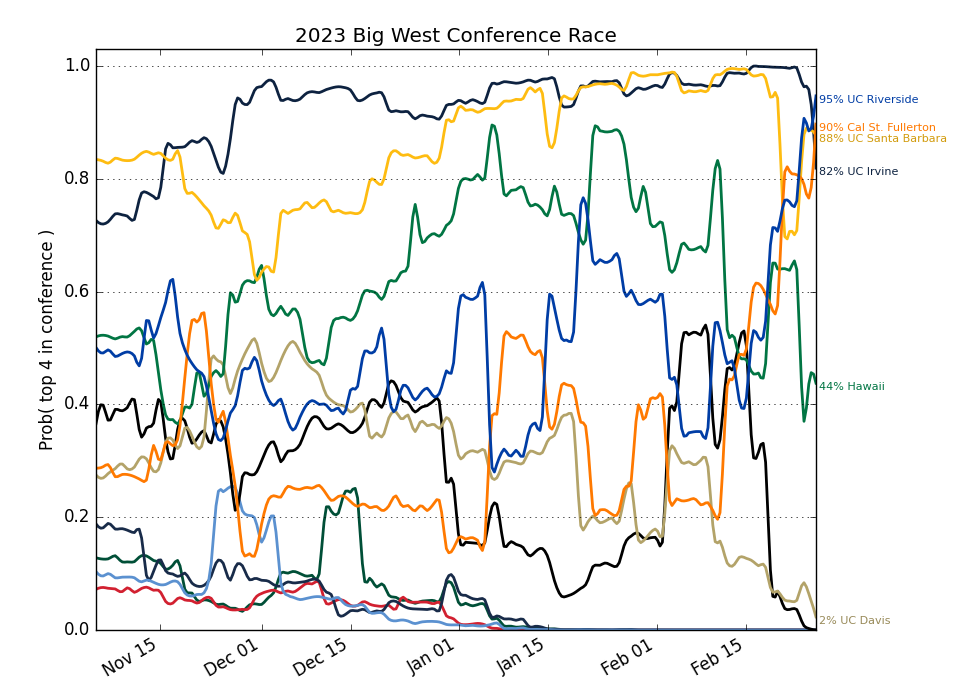 2023 Big West Conference Race
Prob( top 4 in conference )
1.0
0.8
0.6
0.4
0.2
0.0
Nov 15
Dec 01
Dec 15
Jan 01
Jan 15
Feb 01
Feb 15
95% UC Riverside
90% Cal St. Fullerton
88% UC Santa Barbara
82% UC Irvine
44% Hawaii
2% UC Davis